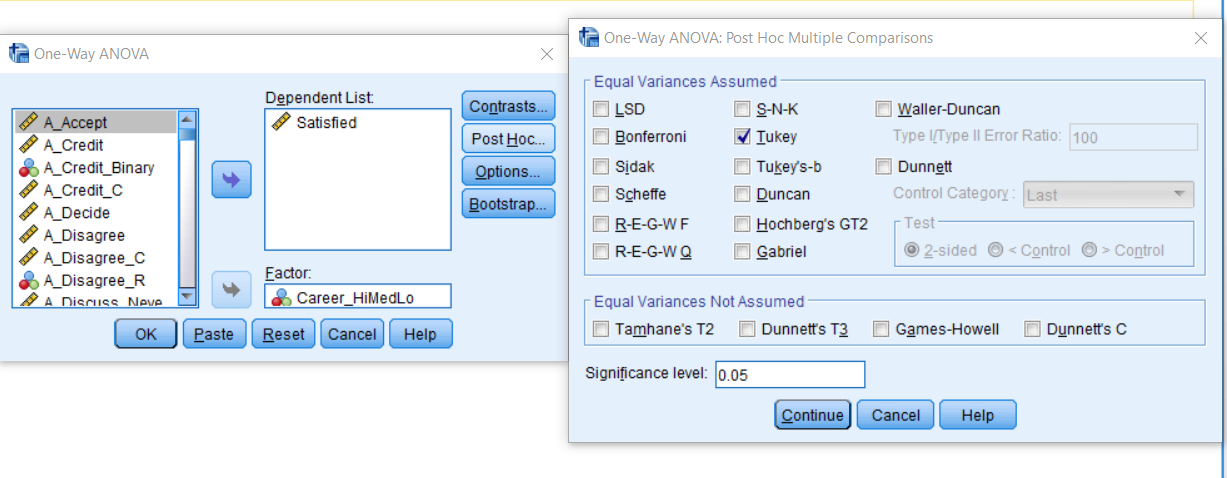 One-Way ANOVA
A_Accept
A_Credit
A_Credit_Binary
A_Credit_C
A_Decide
A_Disagree
A_Disagree_C
A_Disagree_R
A_Discuss_Neve
Dependent List:
Satisfied
Factor:
Career_HiMedLo
Contrasts...
Post Hoc...
Options...
Bootstrap...
OK
Paste
Reset
Cancel
Help
One-Way ANOVA: Post Hoc Multiple Comparisons
Equal Variances Assumed
LSD
Bonferroni
Sidak
Scheffe
R-E-G-W F
R-E-G-W Q
S-N-K
Tukey
Tukey's-b
Duncan
Hochberg's GT2
Gabriel
Waller-Duncan
Type I/Type II Error Ratio: 100
Dunnett
Control Category : Last
Test
2-sided < Control > Control
Equal Variances Not Assumed
Tamhane's T2 Dunnett's T3 Games-Howell Dunnett's C
Significance level: 0.05
Continue Cancel Help